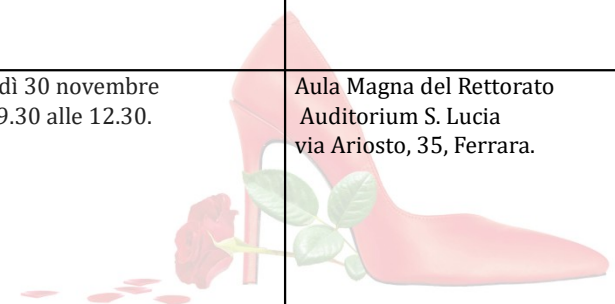 dì 30 novembre
9.30 alle 12.30.
Aula Magna del Rettorato
Auditorium S. Lucia
via Ariosto, 35, Ferrara.